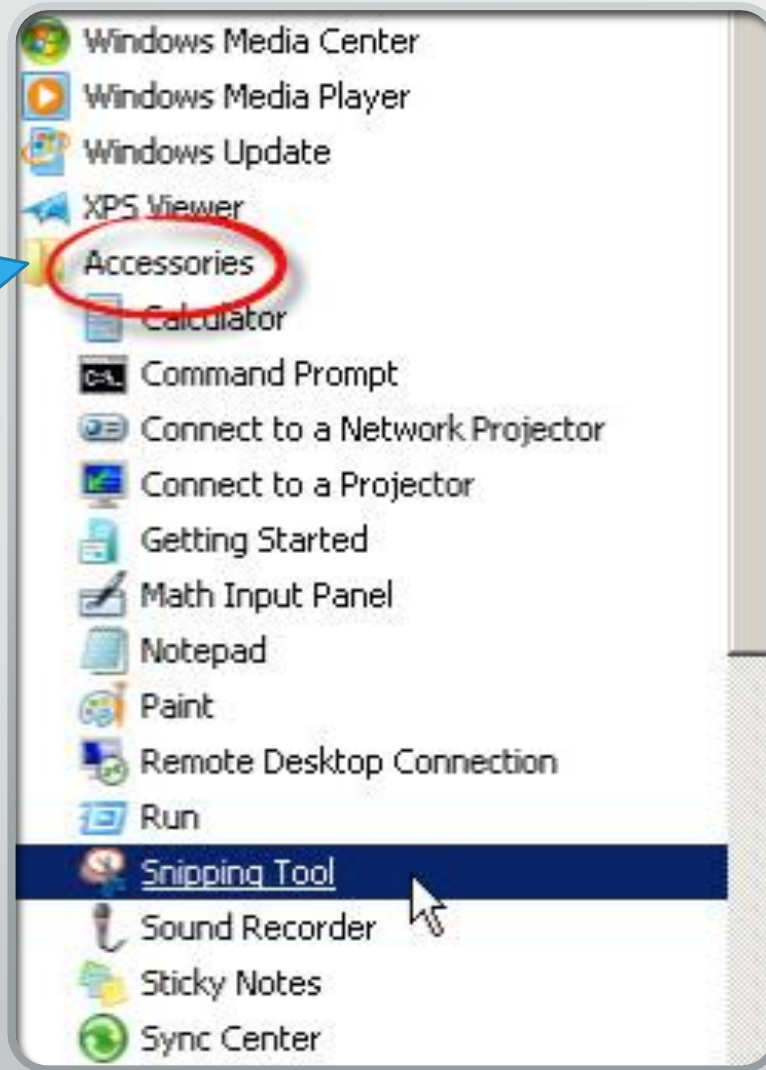 Windows Media Center
Windows Media Player
Windows Update
XPS Viewer
Accessories
Calculator
Command Prompt
Connect to a Network Projector
Connect to a Projector
Getting Started
Math Input Panel
Notepad
Paint
Remote Desktop Connection
Run
Snipping Tool
Sound Recorder
Sticky Notes
Sync Center